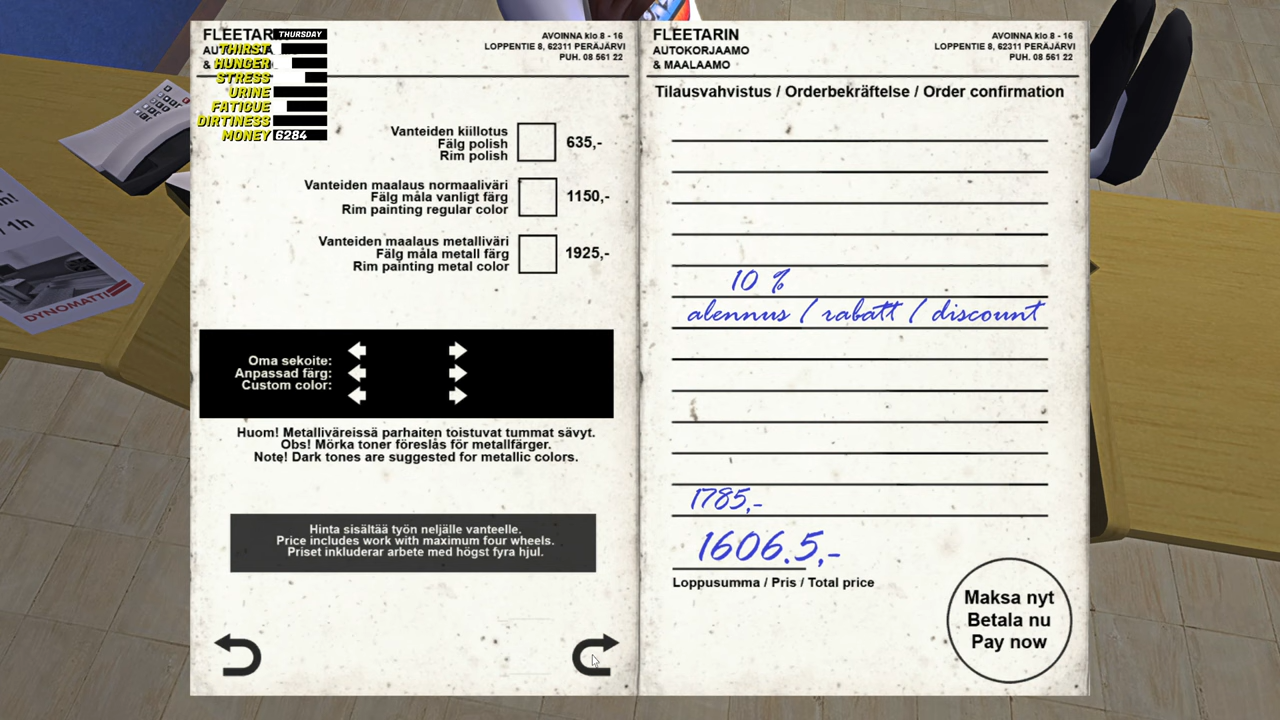 FLEETARIN
AUTOKORJAAMO
& MAALAAMO
AVOINNA klo 8 - 16
LOPPENTIE 8, 62311 PERÄJÄRVI
PUH. 08 561 22
Tilausvahvistus / Orderbekräftelse / Order confirmation
10 %
alennus / rabatt / discount
1785,-
1606.5,-
Loppusumma / Pris / Total price
Maksa nyt
Betala nu
Pay now
FLEETAR
AVOINNA klo 8 - 16
LOPPENTIE 8, 62311 PERÄJÄRVI
PUH. 08 561 22
THURSDAY
THIRST
HUNGER
STRESS
URINE
FATIGUE
DIRTINESS
MONEY 6284
Vanteiden kiillotus
Fälg polish
Rim polish
635,-
Vanteiden maalaus normaaliväri
Fälg måla vanligt färg
Rim painting regular color
1150,-
Vanteiden maalaus metalliväri
Fälg måla metall färg
Rim painting metal color
1925,-
Oma sekoite:
Anpassad färg:
Custom color:
Huom! Metalliväreissä parhaiten toistuvat tummat sävyt.
Obs! Mörka toner föreslås för metallfärger.
Note! Dark tones are suggested for metallic colors.
Hinta sisältää työn neljälle vanteelle.
Price includes work with maximum four wheels.
Priset inkluderar arbete med högst fyra hjul.
DYNOMATTI
1h